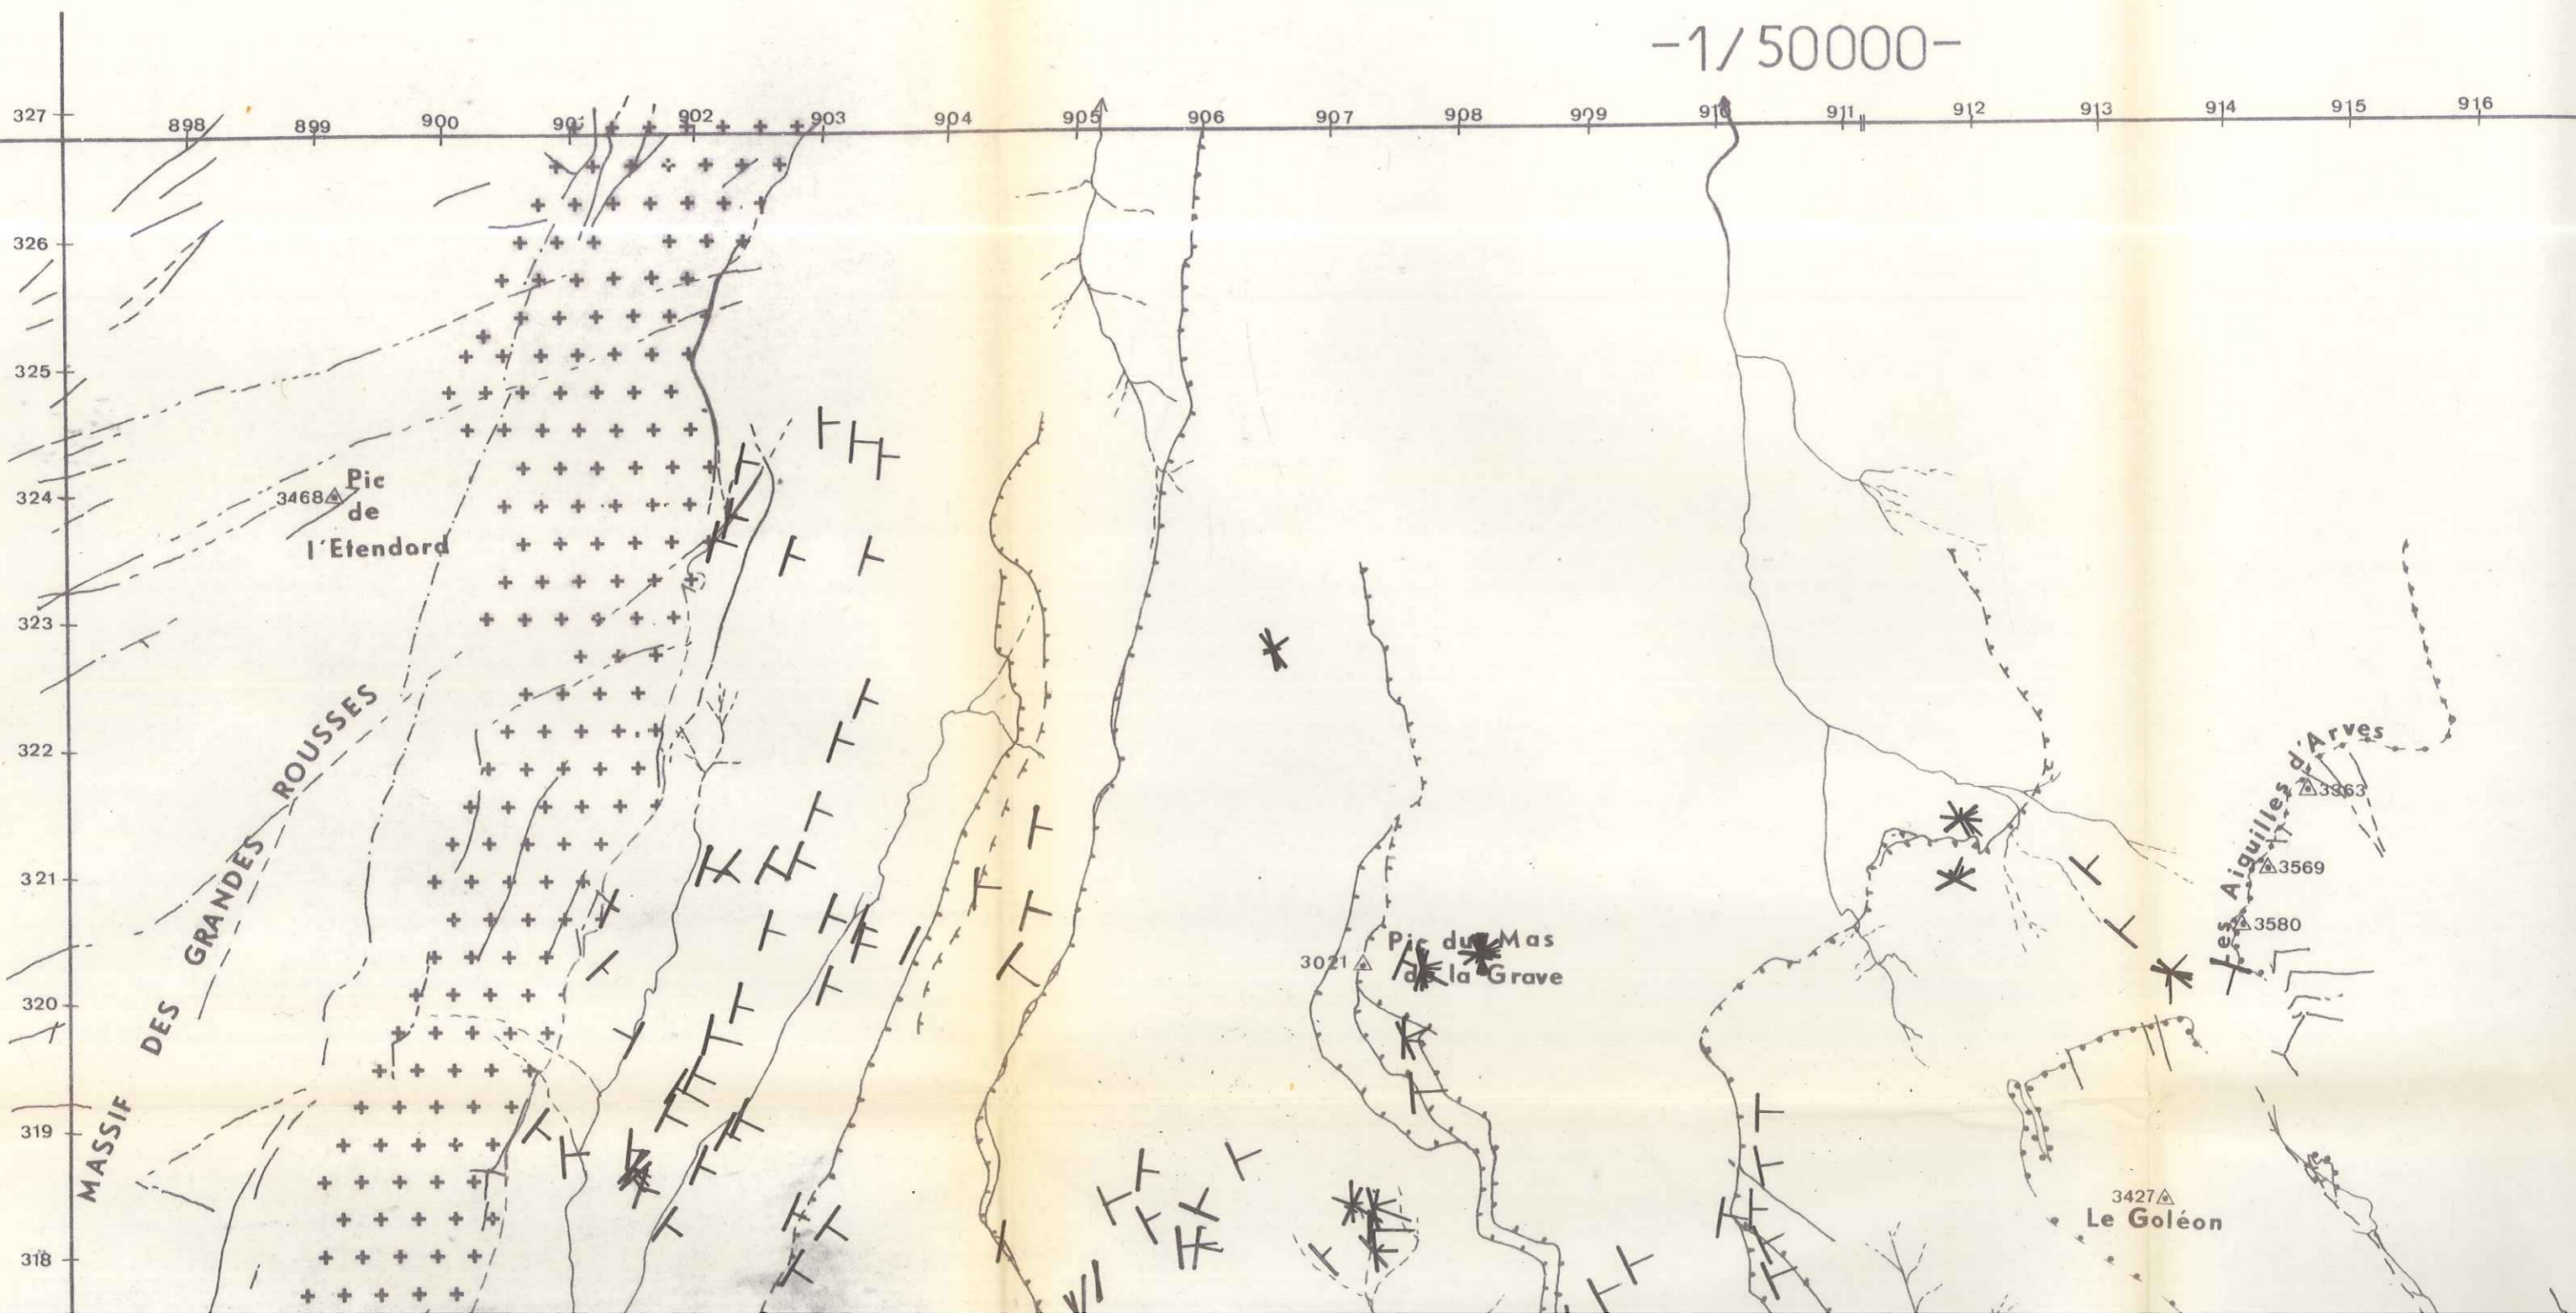 -1/50000-
327
898 899 900 901 902 903 904 905 906 907 908 909 910 911 912 913 914 915 916
326
325
324
323
322
321
320
319
318
3468 Pic
de
l'Etendord
MASSIF DES GRANDES ROUSSES
Pic du Mas
3021 de la Grave
Les Aiguilles d'Arves
3363
3569
3580
3427
Le Goléon